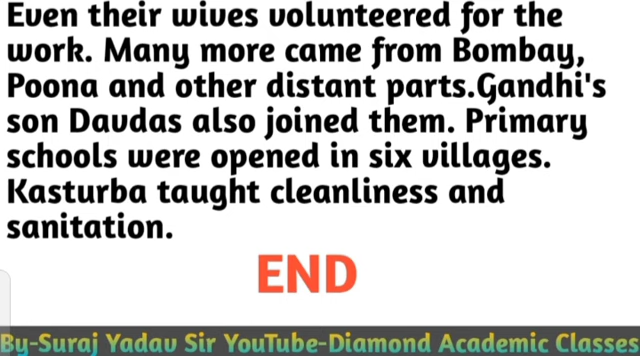 Even their wives volunteered for the
work. Many more came from Bombay,
Poona and other distant parts.Gandhi's
son Davdas also joined them. Primary
schools were opened in six villages.
Kasturba taught cleanliness and
sanitation.
END
By-Suraj Yadav Sir YouTube-Diamond Academic Classes